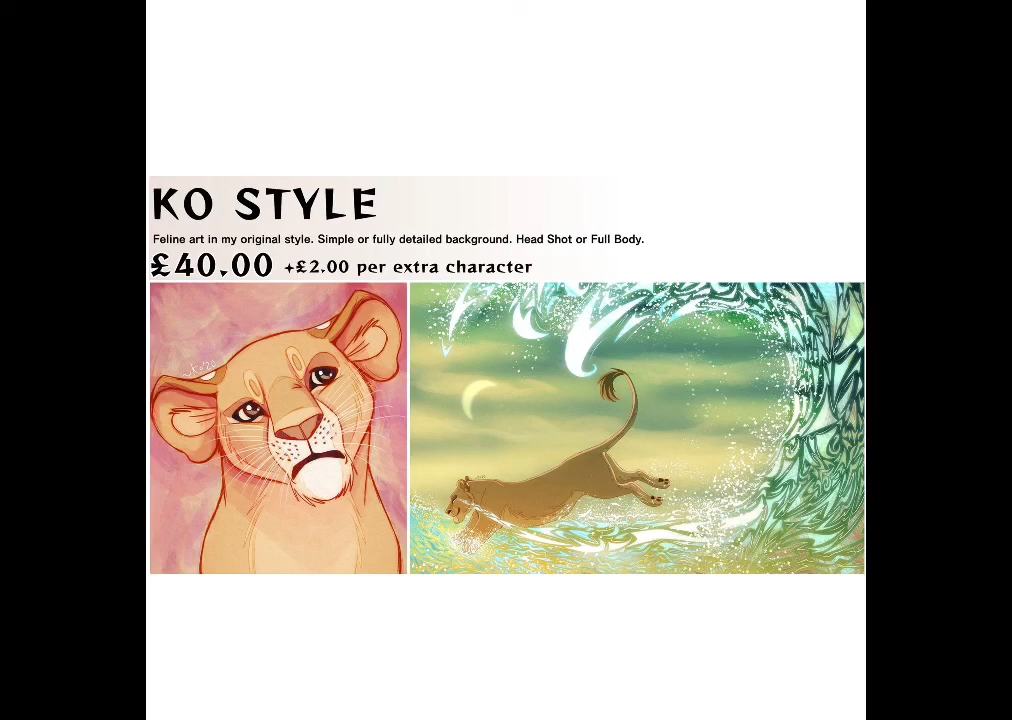 KO STYLE
Feline art in my original style. Simple or fully detailed background. Head Shot or Full Body.
£40.00 +£2.00 per extra character